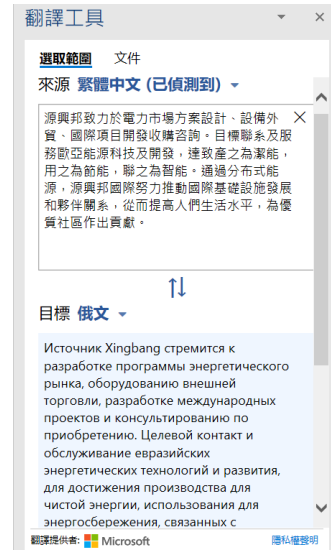 翻譯工具
選取範圍 文件
來源 繁體中文 (已偵測到)
源興邦致力於電力市場方案設計、設備外
貿、國際項目開發收購咨詢。目標聯系及服
務歐亞能源科技及開發，達致產之為潔能，
用之為節能，聯之為智能。通過分布式能
源，源興邦國際努力推動國際基礎設施發展
和夥伴關系，從而提高人們生活水平，為優
質社區作出貢獻。
目標 俄文
Источник Xingbang стремится к
разработке программы энергетического
рынка, оборудованию внешней
торговли, разработке международных
проектов и консультированию по
приобретению. Целевой контакт и
обслуживание евразийских
энергетических технологий и развития,
для достижения производства для
чистой энергии, использования для
энергосбережения, связанных с
翻譯提供者: Microsoft 隱私權聲明